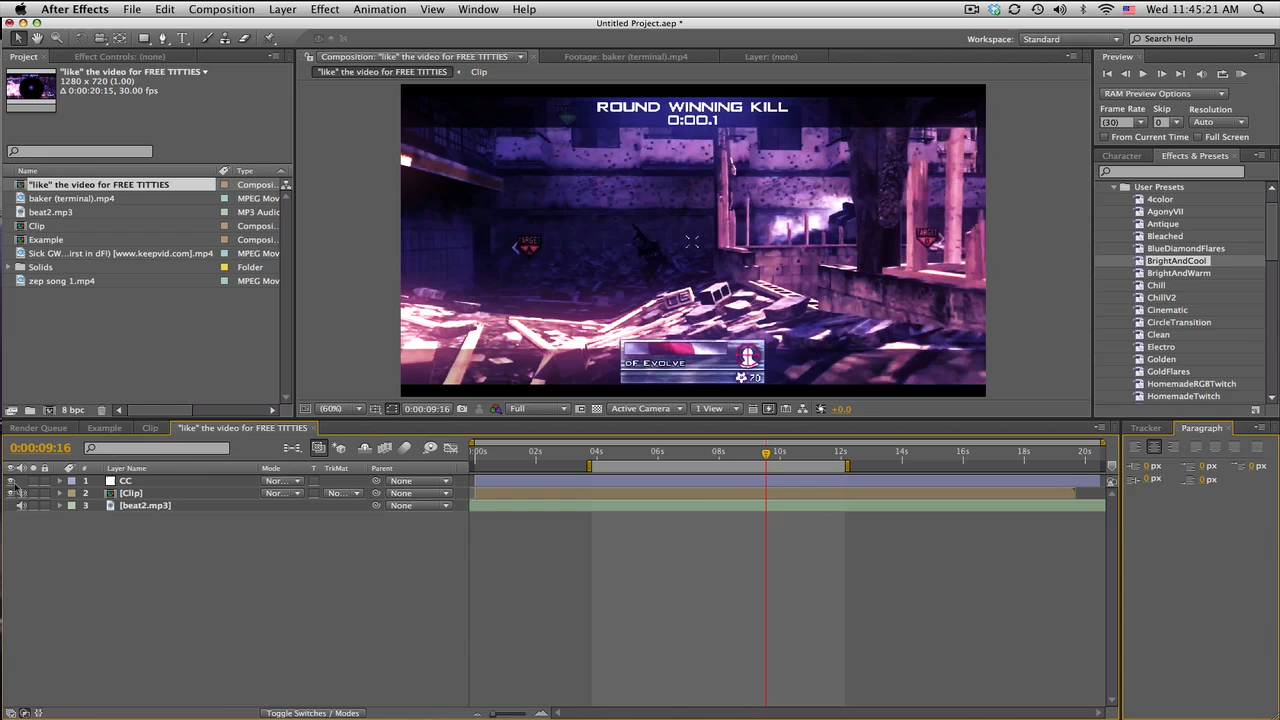 After Effects File Edit Composition Layer Effect Animation View Window Help Wed 11:45:21 AM
Untitled Project.aep *
Workspace: Standard Search Help
Project Effect Controls: (none) Composition: "like" the video for FREE TITTIES Footage: baker (terminal).mp4 Layer: (none) Preview
"like" the video for FREE TITTIES
1280 x 720 (1.00)
Δ 0:00:20:15, 30.00 fps
"like" the video for FREE TITTIES Clip
RAM Preview Options
Frame Rate Skip Resolution
(30) 0 Auto
From Current Time Full Screen
Character Effects & Presets
Name Type
"like" the video for FREE TITTIES Composi...
baker (terminal).mp4 MPEG Mov
beat2.mp3 MP3 Audio
Clip Composi...
Example Composi...
Sick GW...irst in dF!) [www.keepvid.com].mp4 MPEG Mov
Solids Folder
zep song 1.mp4 MPEG Mov
8 bpc
ROUND WINNING KILL
0:00.1
TARGET
A
TARGET
dF Evolve
70
(60%) 0:00:09:16 Full Active Camera 1 View +0.0
User Presets
4color
AgonyVII
Antique
Bleached
BlueDiamondFlares
BrightAndCool
BrightAndWarm
Chill
ChillV2
Cinematic
CircleTransition
Clean
Electro
Golden
GoldFlares
HomemadeRGBTwitch
HomemadeTwitch
Render Queue Example Clip "like" the video for FREE TITTIES
0:00:09:16
# Layer Name Mode T TrkMat Parent
1 CC Nor... None
2 [Clip] Nor... No... None
3 [beat2.mp3] None
:00s 02s 04s 06s 08s 10s 12s 14s 16s 18s 20s
Toggle Switches / Modes
Tracker Paragraph
0 px 0 px 0 px
0 px 0 px